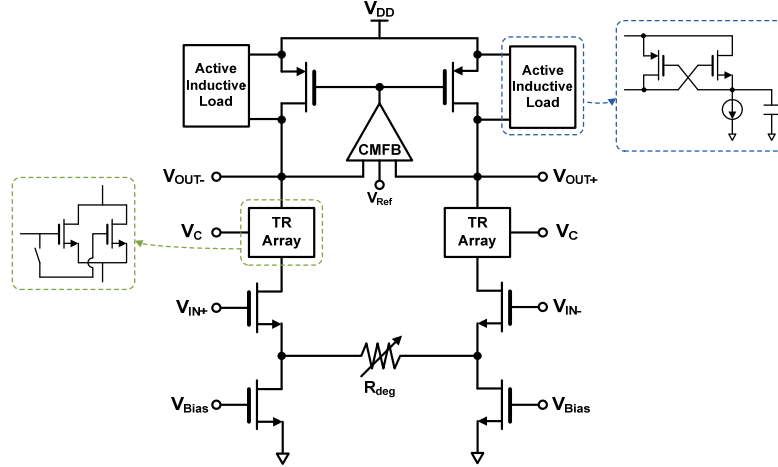 VDD
Active
Inductive
Load
Active
Inductive
Load
CMFB
VOUT-
VOUT+
VRef
VC
TR
Array
TR
Array
VC
VIN+
VIN-
Rdeg
VBias
VBias